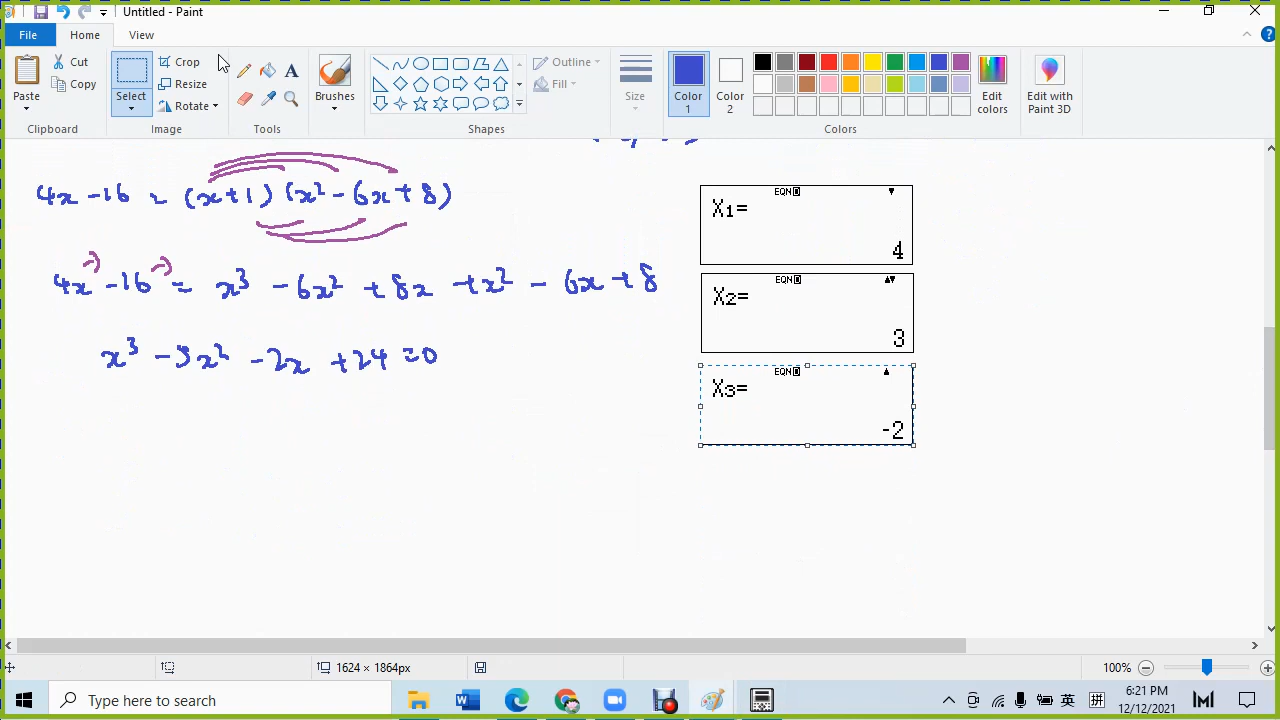 Untitled - Paint
File Home View
Paste Cut Copy Select Crop Resize Rotate Brushes Outline Fill Size Color 1 Color 2 Edit colors Edit with Paint 3D
Clipboard Image Tools Shapes Colors
4x - 16 = (x + 1) (x² - 6x + 8)
4x - 16 = x³ - 6x² + 8x + x² - 6x + 8
x³ - 5x² - 2x + 24 = 0
EQN
X1=
4
EQN
X2=
3
EQN
X3=
-2
1624 × 1864px 100%
Type here to search
英 拼 6:21 PM
12/12/2021